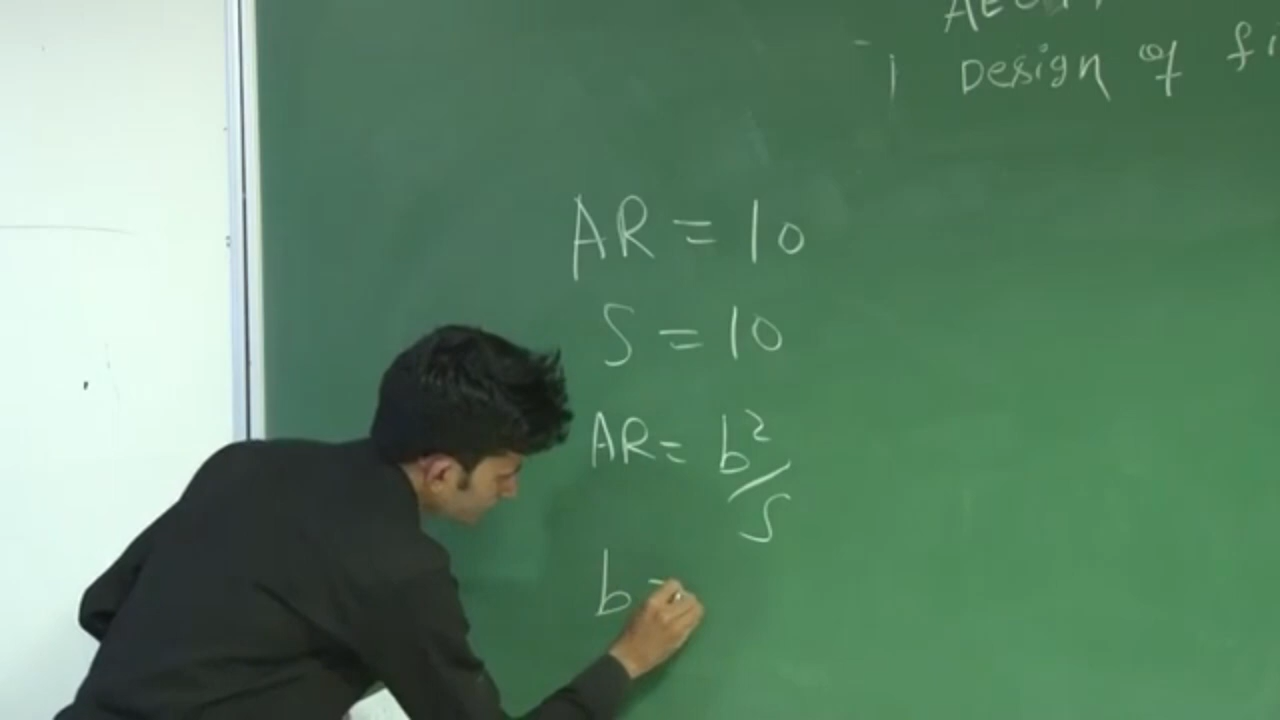 Design of
AR = 10
S = 10
AR = b²/S
b =